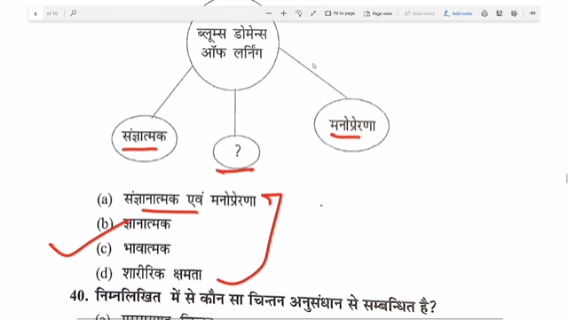 8 of 10 Fit to page Page view Add notes
ब्लूम्स डोमेन्स
ऑफ लर्निंग
संज्ञात्मक
?
मनोप्रेरणा
(a) संज्ञानात्मक एवं मनोप्रेरणा
(b) ज्ञानात्मक
(c) भावात्मक
(d) शारीरिक क्षमता
40. निम्नलिखित में से कौन सा चिन्तन अनुसंधान से सम्बन्धित है?